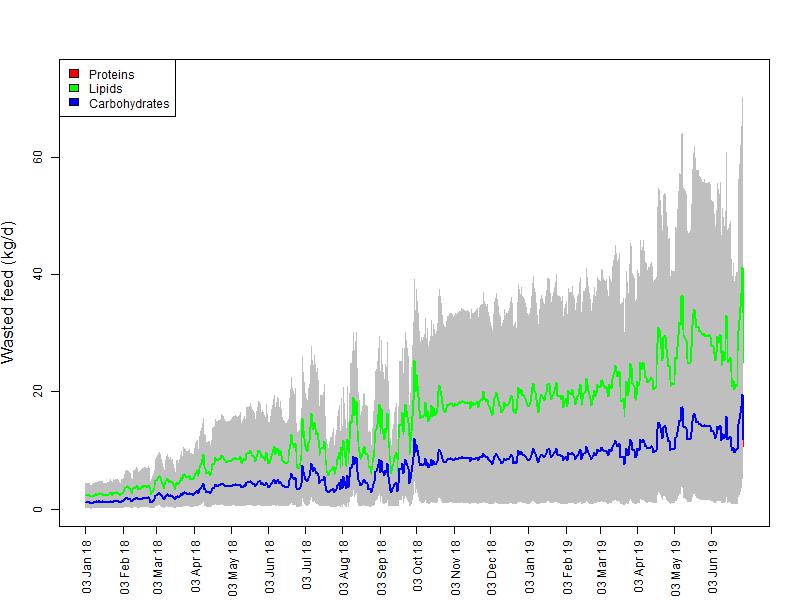 Proteins
Lipids
Carbohydrates
Wasted feed (kg/d)
60
40
20
0
03 Jan 18
03 Feb 18
03 Mar 18
03 Apr 18
03 May 18
03 Jun 18
03 Jul 18
03 Aug 18
03 Sep 18
03 Oct 18
03 Nov 18
03 Dec 18
03 Jan 19
03 Feb 19
03 Mar 19
03 Apr 19
03 May 19
03 Jun 19